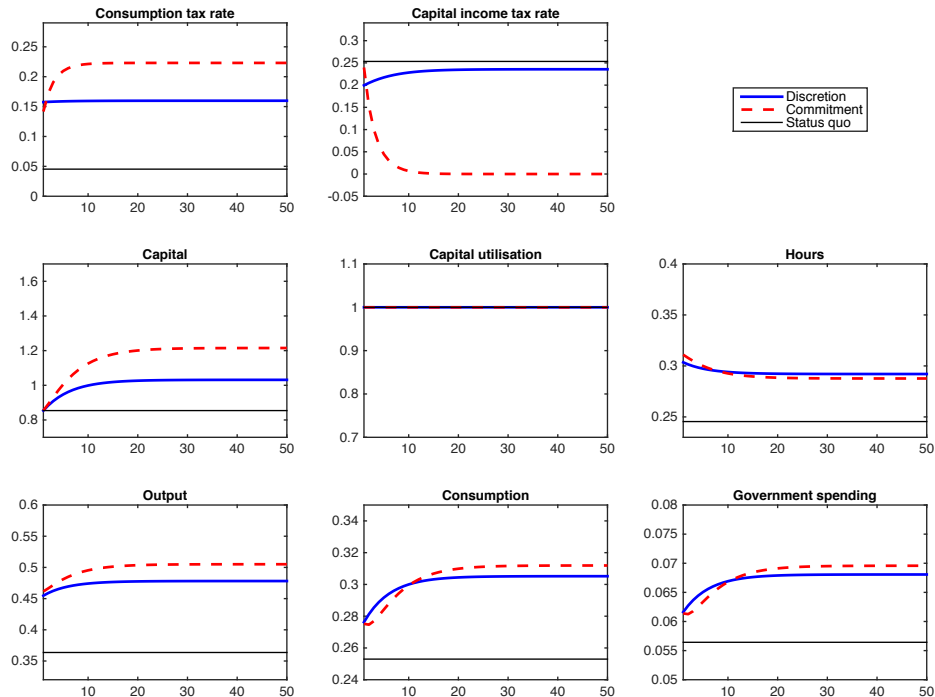 Consumption tax rate
0.25
0.2
0.15
0.1
0.05
0
10 20 30 40 50
Capital income tax rate
0.3
0.25
0.2
0.15
0.1
0.05
0
-0.05
10 20 30 40 50
Discretion
Commitment
Status quo
Capital
1.6
1.4
1.2
1
0.8
10 20 30 40 50
Capital utilisation
1.1
1
0.9
0.8
0.7
10 20 30 40 50
Hours
0.4
0.35
0.3
0.25
10 20 30 40 50
Output
0.6
0.55
0.5
0.45
0.4
0.35
10 20 30 40 50
Consumption
0.34
0.32
0.3
0.28
0.26
0.24
10 20 30 40 50
Government spending
0.08
0.075
0.07
0.065
0.06
0.055
0.05
10 20 30 40 50